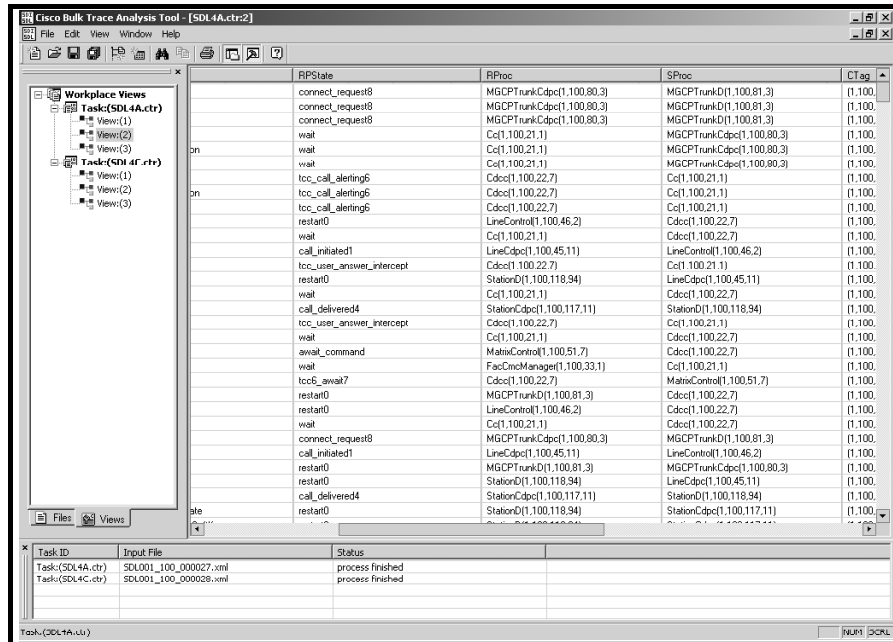 Cisco Bulk Trace Analysis Tool - [SDL4A.ctr:2]
File Edit View Window Help
Workplace Views
Task:(SDL4A.ctr)
View:(1)
View:(2)
View:(3)
Task:(SDL4C.ctr)
View:(1)
View:(2)
View:(3)
Files Views
RPState RProc SProc CTag
connect_request8 MGCPTrunkCdpc(1,100,80,3) MGCPTrunkD(1,100,81,3) (1,100,
connect_request8 MGCPTrunkCdpc(1,100,80,3) MGCPTrunkD(1,100,81,3) (1,100,
connect_request8 MGCPTrunkCdpc(1,100,80,3) MGCPTrunkD(1,100,81,3) (1,100,
wait Cc(1,100,21,1) MGCPTrunkCdpc(1,100,80,3) (1,100,
on wait Cc(1,100,21,1) MGCPTrunkCdpc(1,100,80,3) (1,100,
wait Cc(1,100,21,1) MGCPTrunkCdpc(1,100,80,3) (1,100,
tcc_call_alerting6 Cdcc(1,100,22,7) Cc(1,100,21,1) (1,100,
on tcc_call_alerting6 Cdcc(1,100,22,7) Cc(1,100,21,1) (1,100,
tcc_call_alerting6 Cdcc(1,100,22,7) Cc(1,100,21,1) (1,100,
restart0 LineControl(1,100,46,2) Cdcc(1,100,22,7) (1,100,
wait Cc(1,100,21,1) Cdcc(1,100,22,7) (1,100,
call_initiated1 LineCdpc(1,100,45,11) LineControl(1,100,46,2) (1,100,
tcc_user_answer_intercept Cdcc(1,100,22,7) Cc(1,100,21,1) (1,100,
restart0 StationD(1,100,118,94) LineCdpc(1,100,45,11) (1,100,
wait Cc(1,100,21,1) Cdcc(1,100,22,7) (1,100,
call_delivered4 StationCdpc(1,100,117,11) StationD(1,100,118,94) (1,100,
tcc_user_answer_intercept Cdcc(1,100,22,7) Cc(1,100,21,1) (1,100,
wait Cc(1,100,21,1) Cdcc(1,100,22,7) (1,100,
await_command MatrixControl(1,100,51,7) Cdcc(1,100,22,7) (1,100,
wait FacCmcManager(1,100,33,1) Cc(1,100,21,1) (1,100,
tcc6_await7 Cdcc(1,100,22,7) MatrixControl(1,100,51,7) (1,100,
restart0 MGCPTrunkD(1,100,81,3) Cdcc(1,100,22,7) (1,100,
restart0 LineControl(1,100,46,2) Cdcc(1,100,22,7) (1,100,
wait Cc(1,100,21,1) Cdcc(1,100,22,7) (1,100,
connect_request8 MGCPTrunkCdpc(1,100,80,3) MGCPTrunkD(1,100,81,3) (1,100,
call_initiated1 LineCdpc(1,100,45,11) LineControl(1,100,46,2) (1,100,
restart0 MGCPTrunkD(1,100,81,3) MGCPTrunkCdpc(1,100,80,3) (1,100,
restart0 StationD(1,100,118,94) LineCdpc(1,100,45,11) (1,100,
call_delivered4 StationCdpc(1,100,117,11) StationD(1,100,118,94) (1,100,
ate restart0 StationD(1,100,118,94) StationCdpc(1,100,117,11) (1,100,
Task ID Input File Status
Task:(SDL4A.ctr) SDL001_100_000027.xml process finished
Task:(SDL4C.ctr) SDL001_100_000028.xml process finished
Task:(SDL4A.ctr) NUM SCRL